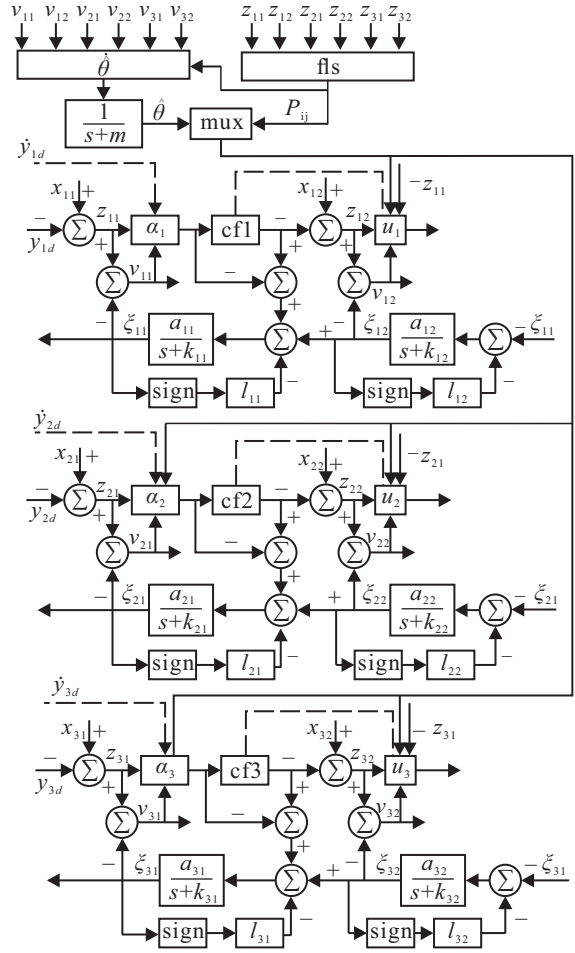 v₁₁ v₁₂ v₂₁ v₂₂ v₃₁ v₃₂
z₁₁ z₁₂ z₂₁ z₂₂ z₃₁ z₃₂
θ̂̇
fls
1/(s+m)
θ̂
mux
P_ij
ẏ₁d
x₁₁ +
x₁₂ +
−z₁₁
− Σ z₁₁ α₁ cf1 − Σ z₁₂ u₁
y₁d + +
Σ v₁₁ − Σ Σ v₁₂
− ξ₁₁ a₁₁/(s+k₁₁) + Σ + − ξ₁₂ a₁₂/(s+k₁₂) Σ − ξ₁₁
sign l₁₁ − sign l₁₂ −
ẏ₂d
x₂₁ +
x₂₂ +
−z₂₁
− Σ z₂₁ α₂ cf2 − Σ z₂₂ u₂
y₂d + +
Σ v₂₁ − Σ Σ v₂₂
− ξ₂₁ a₂₁/(s+k₂₁) + Σ + − ξ₂₂ a₂₂/(s+k₂₂) Σ − ξ₂₁
sign l₂₁ − sign l₂₂ −
ẏ₃d
x₃₁ +
x₃₂ +
− z₃₁
− Σ z₃₁ α₃ cf3 − Σ z₃₂ u₃
y₃d + +
Σ v₃₁ − Σ Σ v₃₂
− ξ₃₁ a₃₁/(s+k₃₁) + Σ + − ξ₃₂ a₃₂/(s+k₃₂) Σ − ξ₃₁
sign l₃₁ − sign l₃₂ −